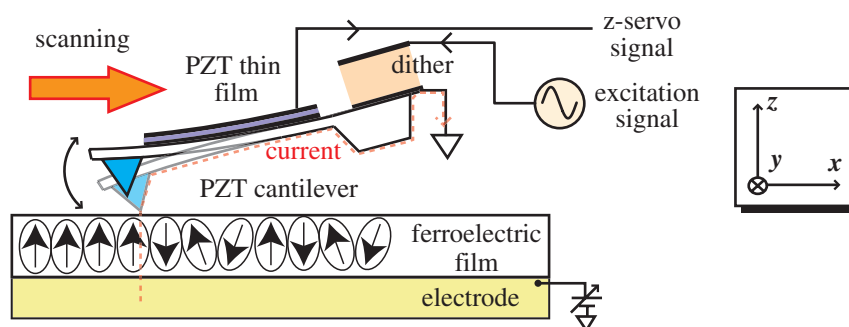 scanning
PZT thin
film
dither
z-servo
signal
excitation
signal
current
PZT cantilever
ferroelectric
film
electrode
z
y
x